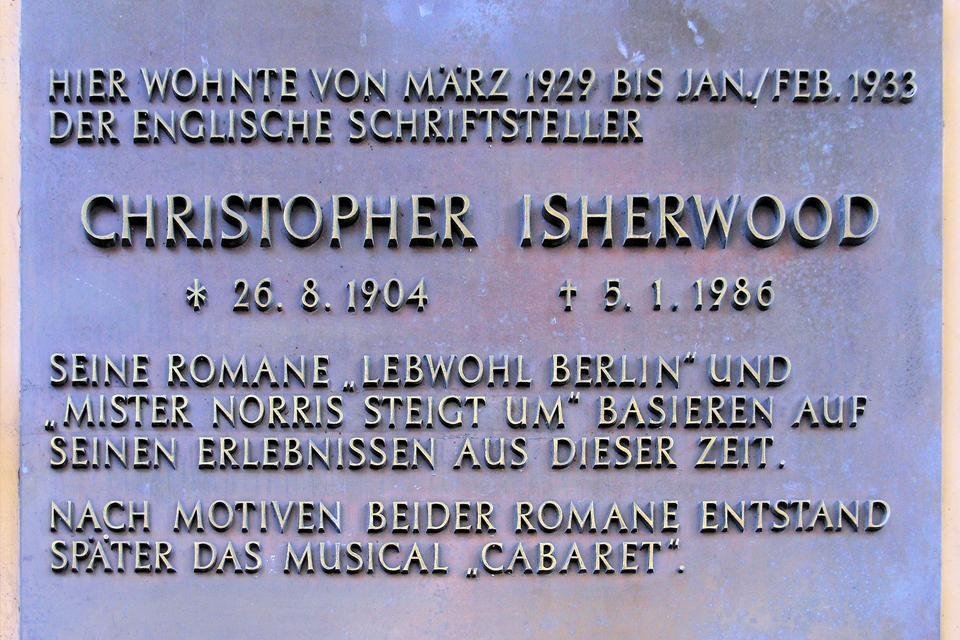 HIER WOHNTE VON MÄRZ 1929 BIS JAN./FEB. 1933
DER ENGLISCHE SCHRIFTSTELLER
CHRISTOPHER ISHERWOOD
* 26. 8. 1904 † 5. 1. 1986
SEINE ROMANE „LEBWOHL BERLIN“ UND
„MISTER NORRIS STEIGT UM“ BASIEREN AUF
SEINEN ERLEBNISSEN AUS DIESER ZEIT.
NACH MOTIVEN BEIDER ROMANE ENTSTAND
SPÄTER DAS MUSICAL „CABARET“.